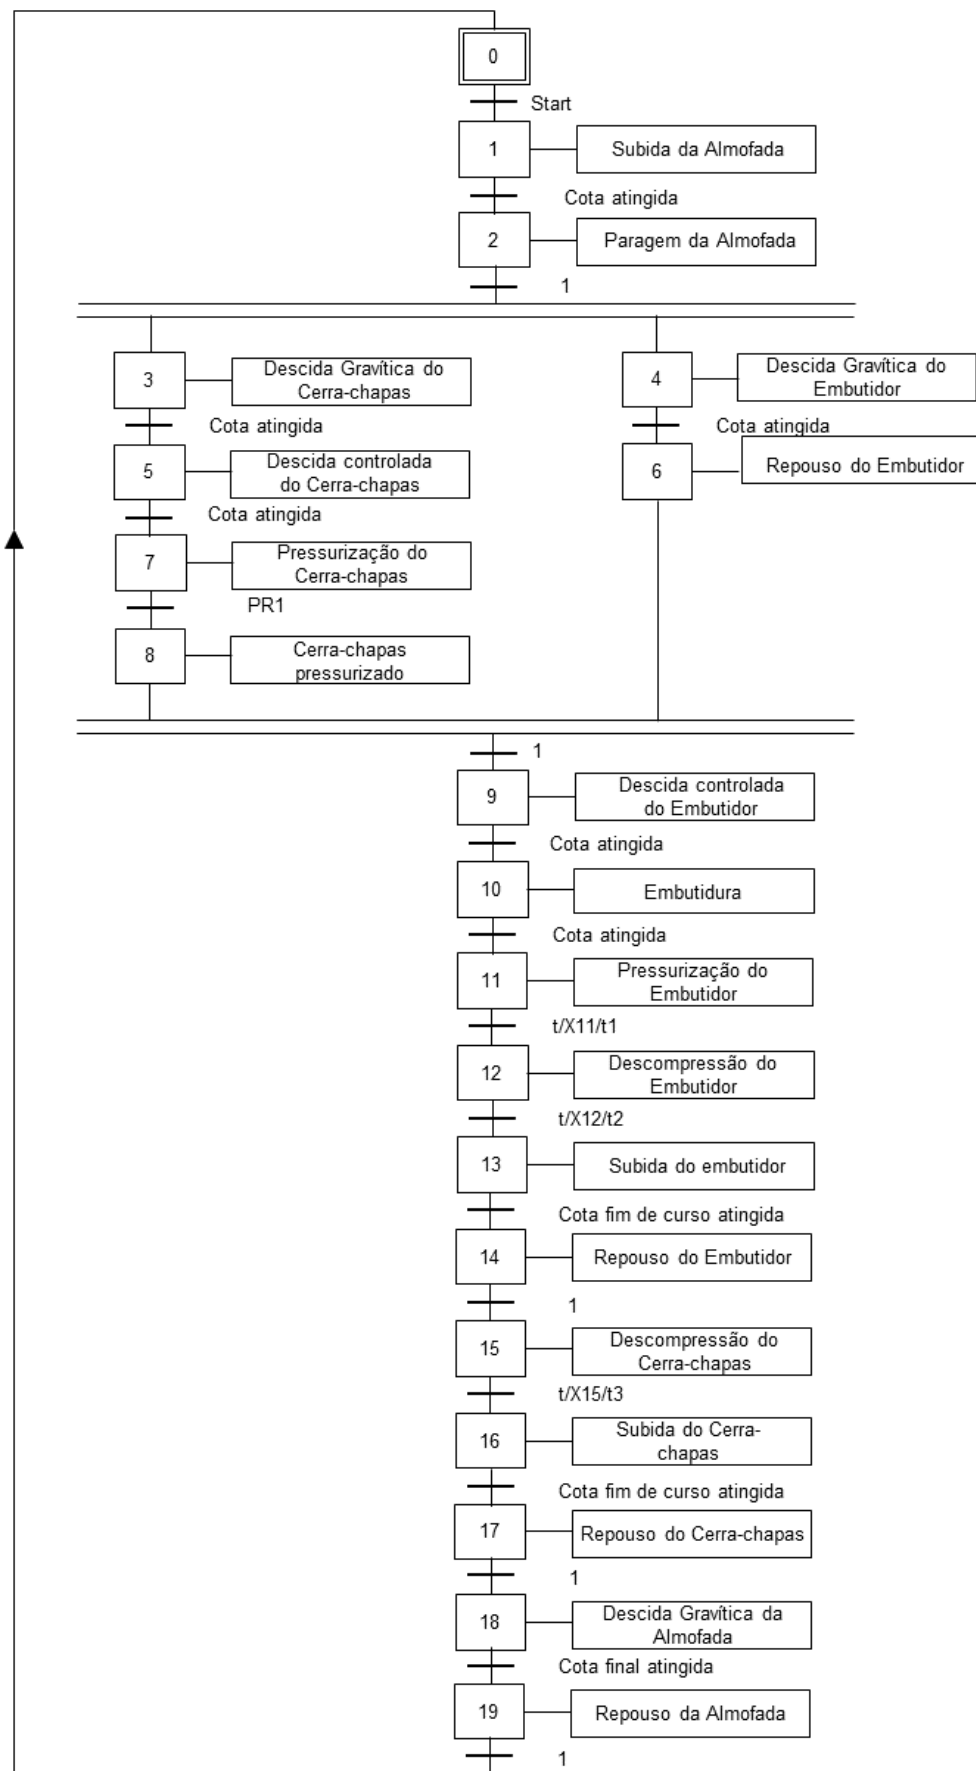 0
Start
1
Subida da Almofada
Cota atingida
2
Paragem da Almofada
1
3
Descida Gravítica do
Cerra-chapas
4
Descida Gravítica do
Embutidor
Cota atingida
Cota atingida
5
Descida controlada
do Cerra-chapas
6
Repouso do Embutidor
Cota atingida
7
Pressurização do
Cerra-chapas
PR1
8
Cerra-chapas
pressurizado
1
9
Descida controlada
do Embutidor
Cota atingida
10
Embutidura
Cota atingida
11
Pressurização do
Embutidor
t/X11/t1
12
Descompressão do
Embutidor
t/X12/t2
13
Subida do embutidor
Cota fim de curso atingida
14
Repouso do Embutidor
1
15
Descompressão do
Cerra-chapas
t/X15/t3
16
Subida do Cerra-
chapas
Cota fim de curso atingida
17
Repouso do Cerra-chapas
1
18
Descida Gravítica da
Almofada
Cota final atingida
19
Repouso da Almofada
1